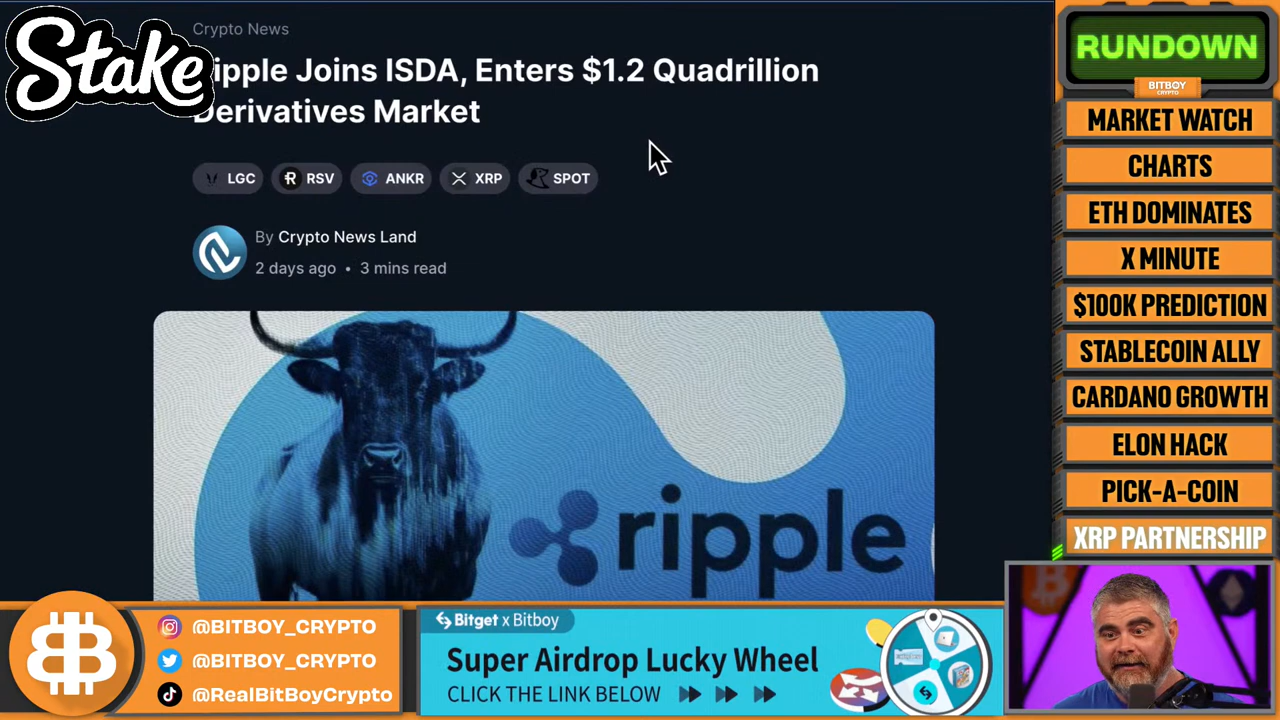 Stake
Crypto News
ipple Joins ISDA, Enters $1.2 Quadrillion
erivatives Market
LGC
RSV
ANKR
XRP
SPOT
By Crypto News Land
2 days ago • 3 mins read
ripple
RUNDOWN
BITBOY
CRYPTO
MARKET WATCH
CHARTS
ETH DOMINATES
X MINUTE
$100K PREDICTION
STABLECOIN ALLY
CARDANO GROWTH
ELON HACK
PICK-A-COIN
XRP PARTNERSHIP
@BITBOY_CRYPTO
@BITBOY_CRYPTO
@RealBitBoyCrypto
Bitget x Bitboy
Super Airdrop Lucky Wheel
CLICK THE LINK BELOW